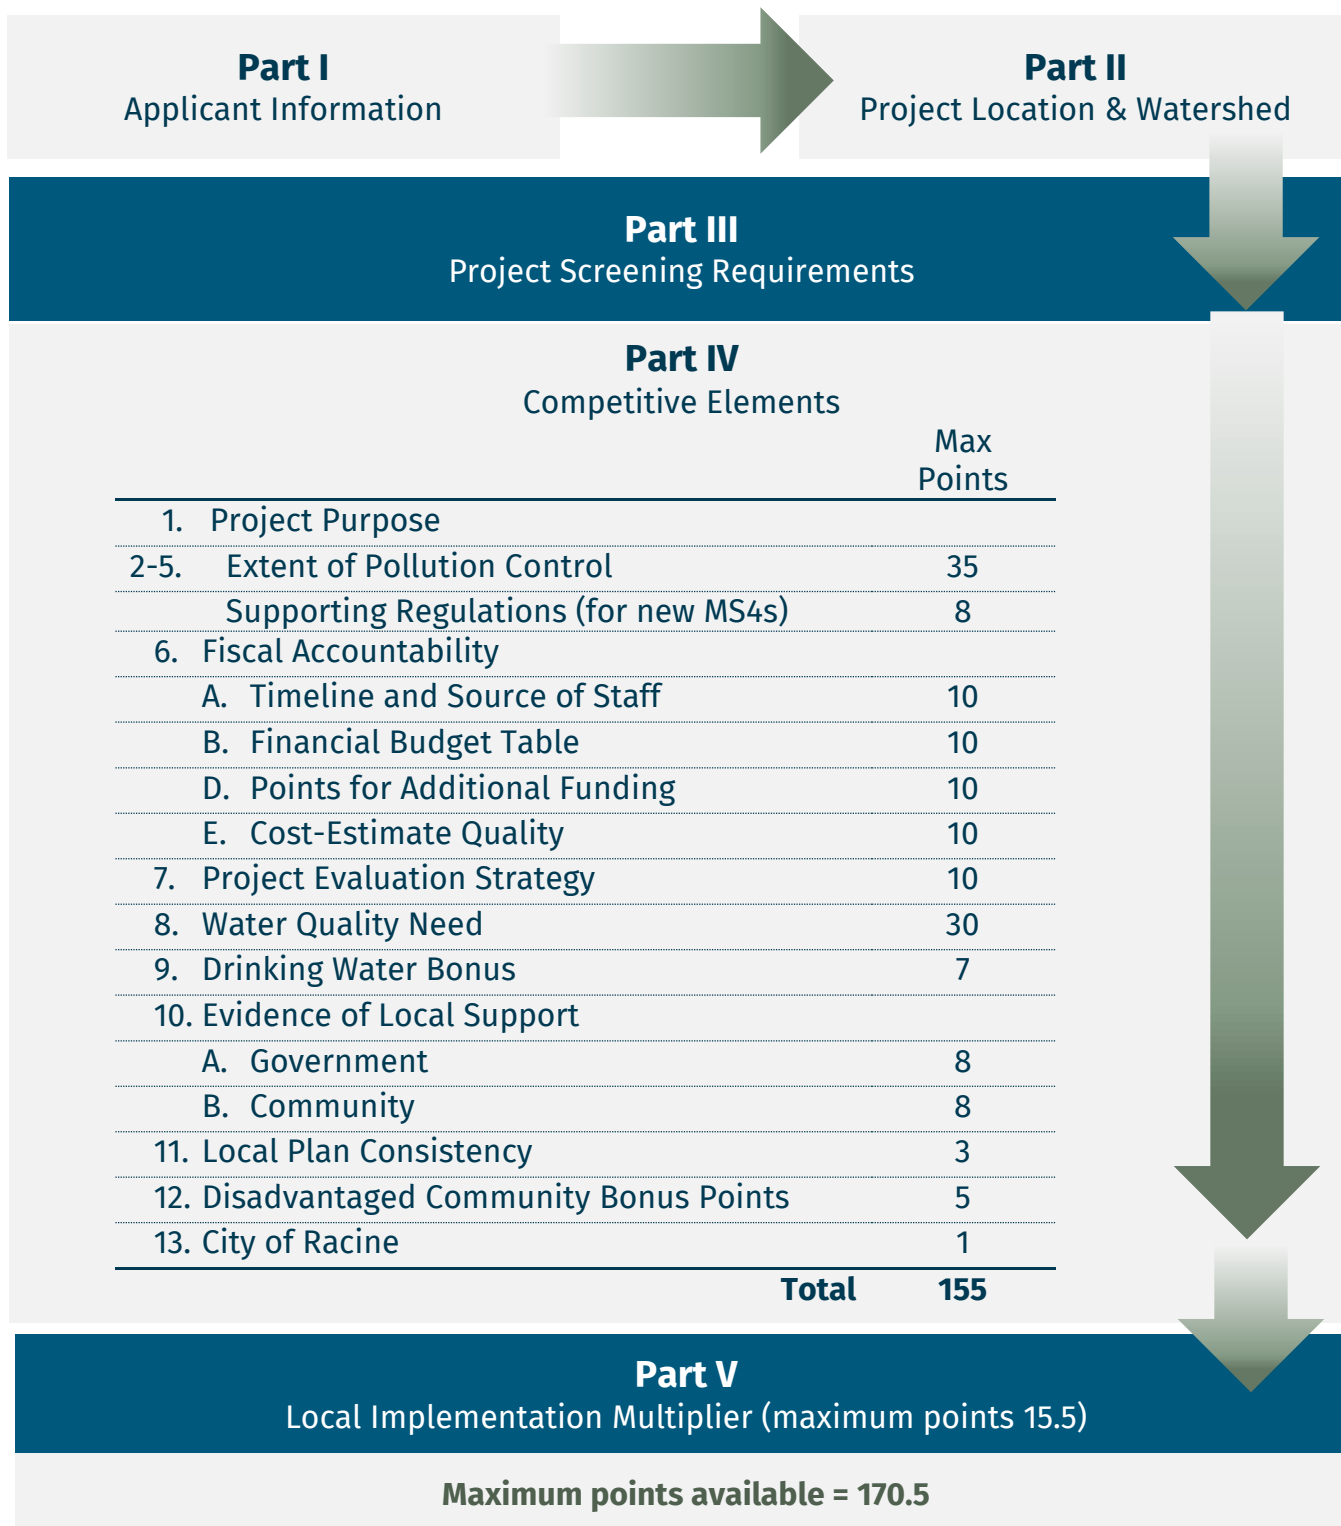 Part I
Applicant Information
Part II
Project Location & Watershed
Part III
Project Screening Requirements
Part IV
Competitive Elements
Max
Points
1. Project Purpose
2-5. Extent of Pollution Control 35
Supporting Regulations (for new MS4s) 8
6. Fiscal Accountability
A. Timeline and Source of Staff 10
B. Financial Budget Table 10
D. Points for Additional Funding 10
E. Cost-Estimate Quality 10
7. Project Evaluation Strategy 10
8. Water Quality Need 30
9. Drinking Water Bonus 7
10. Evidence of Local Support
A. Government 8
B. Community 8
11. Local Plan Consistency 3
12. Disadvantaged Community Bonus Points 5
13. City of Racine 1
Total 155
Part V
Local Implementation Multiplier (maximum points 15.5)
Maximum points available = 170.5